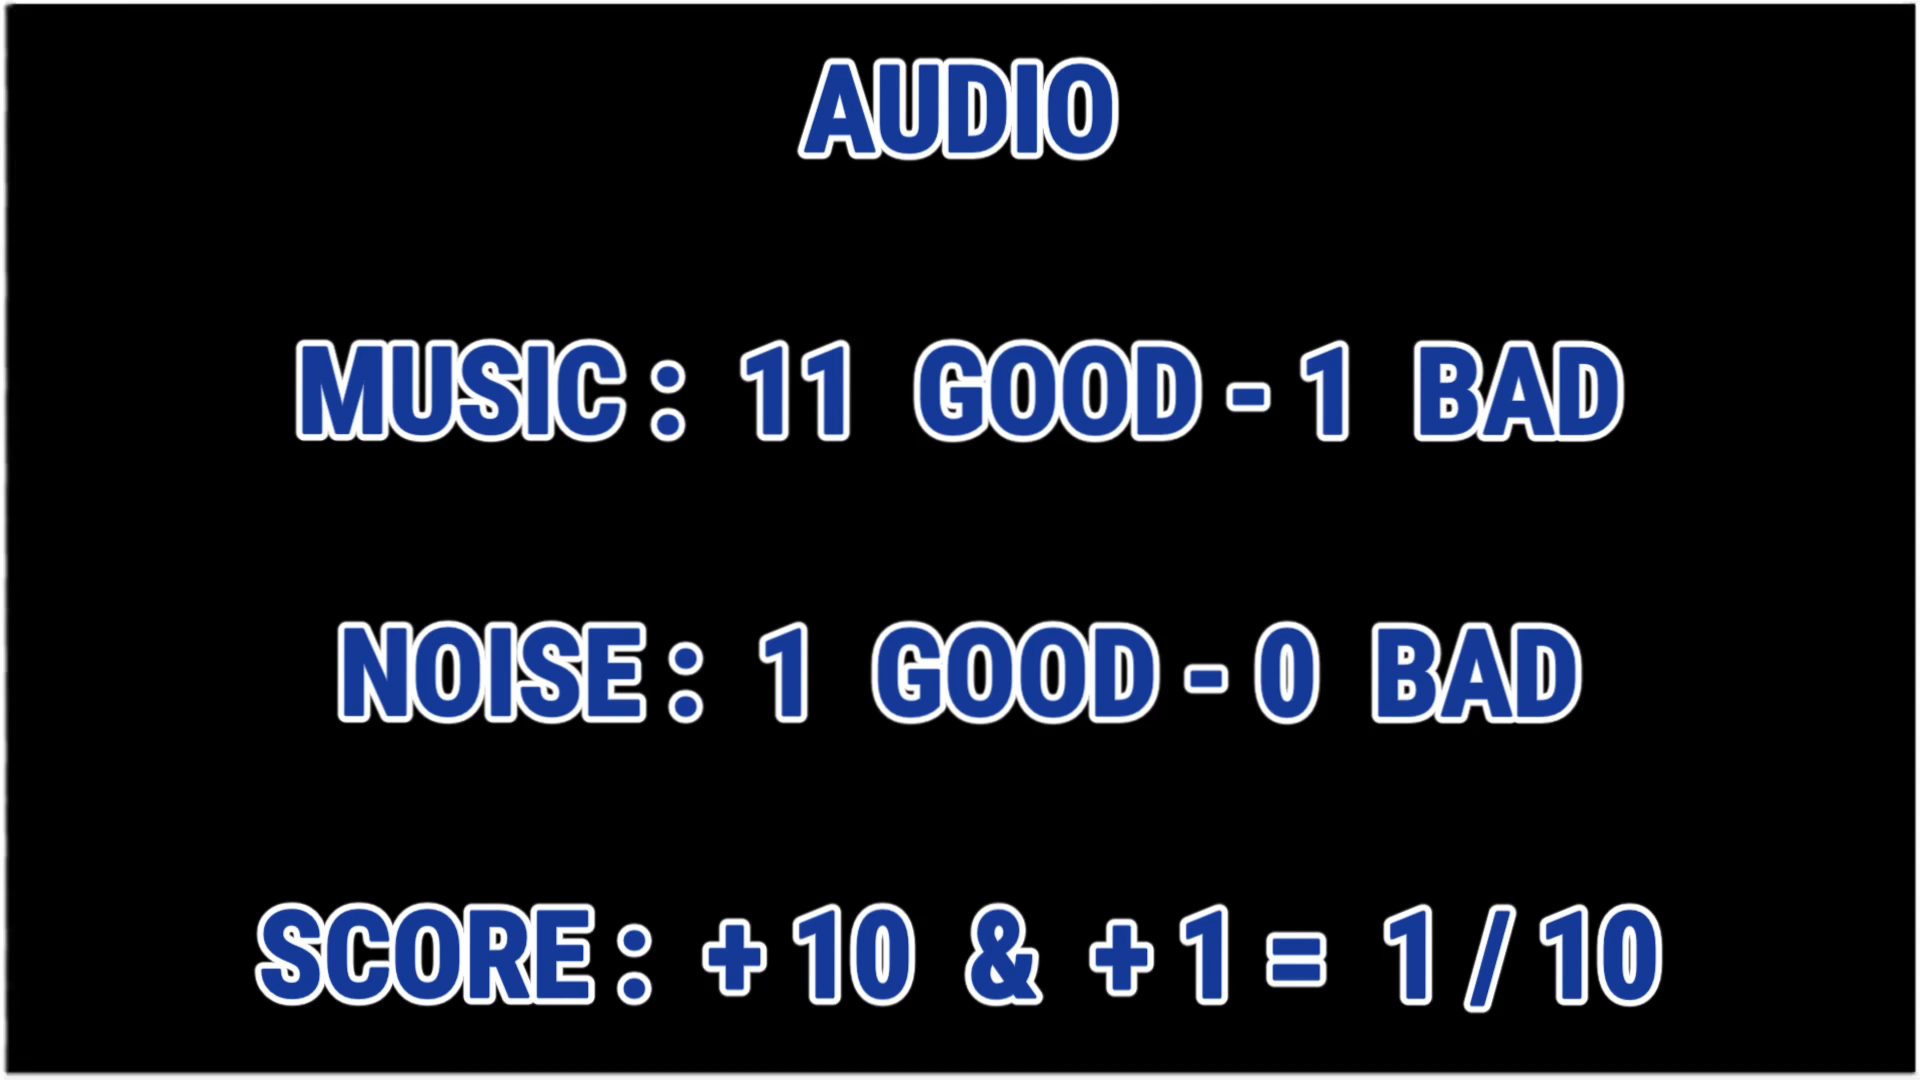 AUDIO
MUSIC : 11 GOOD - 1 BAD
NOISE : 1 GOOD - 0 BAD
SCORE : + 10 & + 1 = 1 / 10